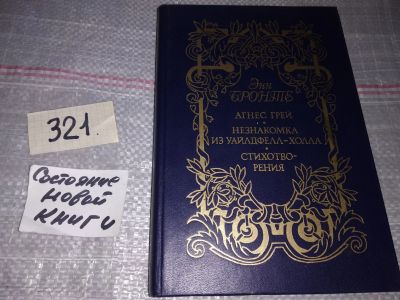 321.
Состояние
новой
книги
Энн
БРОНТЕ
АГНЕС ГРЕЙ
НЕЗНАКОМКА
ИЗ УАЙЛДФЕЛЛ-ХОЛЛА
СТИХОТВО-
РЕНИЯ